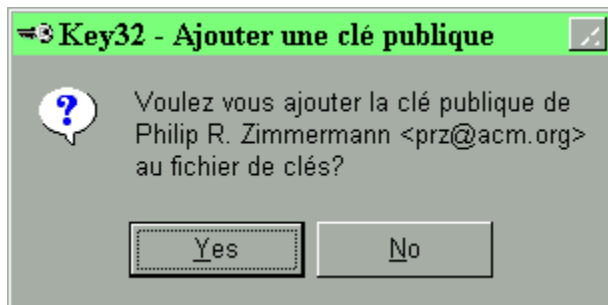 Key32 - Ajouter une clé publique
Voulez vous ajouter la clé publique de
Philip R. Zimmermann <prz@acm.org>
au fichier de clés?
Yes No